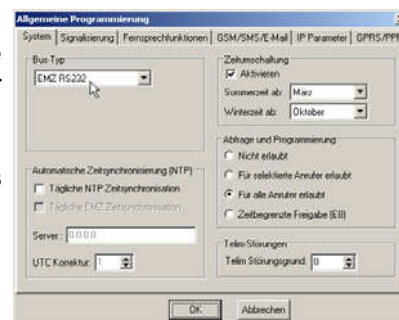 Allgemeine Programmierung
System Signalisierung Fernsprechfunktionen GSM/SMS/E-Mail IP Parameter GPRS/PPP
Bus-Typ
EMZ RS232
Automatische Zeitsynchronisierung (NTP)
Tägliche NTP Zeitsynchronisation
Tägliche EMZ Zeitsynchronisation
Server: 0.0.0.0
UTC Korrektur: 1
Zeitumschaltung
Aktivieren
Sommerzeit ab: März
Winterzeit ab: Oktober
Abfrage und Programmierung
Nicht erlaubt
Für selektierte Anrufer erlaubt
Für alle Anrufer erlaubt
Zeitbegrenzte Freigabe (E8)
Telim Störungen
Telim Störungsgrund: 0
OK Abbrechen